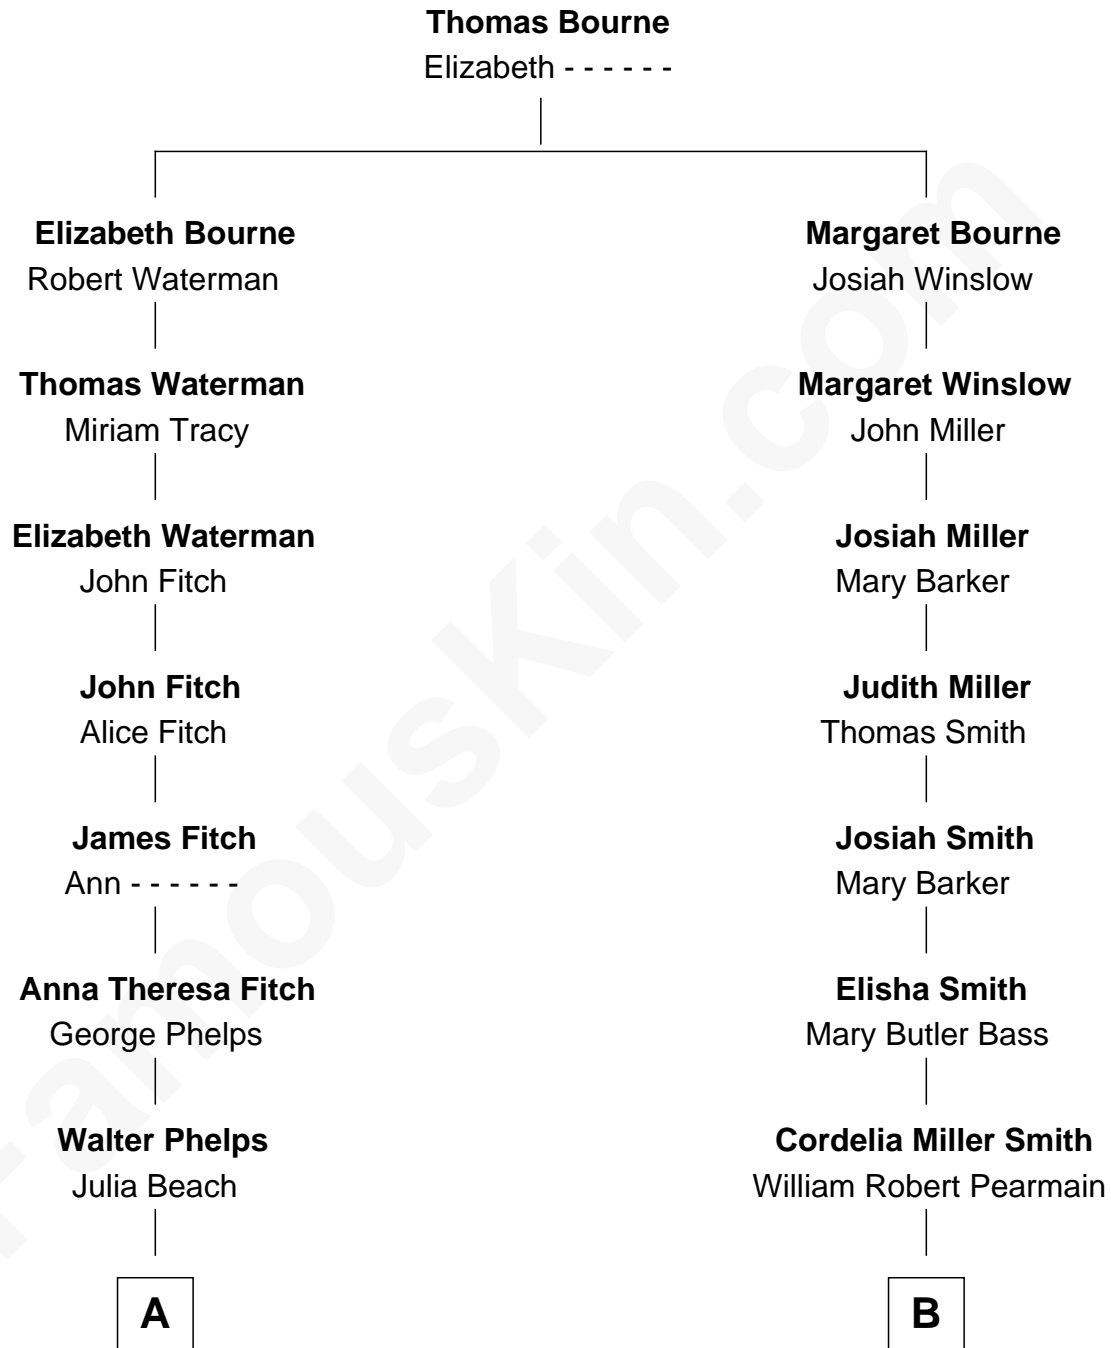 Thomas Bourne
Elizabeth - - - - - -
Elizabeth Bourne
Robert Waterman
Margaret Bourne
Josiah Winslow
Thomas Waterman
Miriam Tracy
Margaret Winslow
John Miller
Elizabeth Waterman
John Fitch
Josiah Miller
Mary Barker
John Fitch
Alice Fitch
Judith Miller
Thomas Smith
James Fitch
Ann - - - - - -
Josiah Smith
Mary Barker
Anna Theresa Fitch
George Phelps
Elisha Smith
Mary Butler Bass
Walter Phelps
Julia Beach
Cordelia Miller Smith
William Robert Pearmain
A
B
FamousKin.com